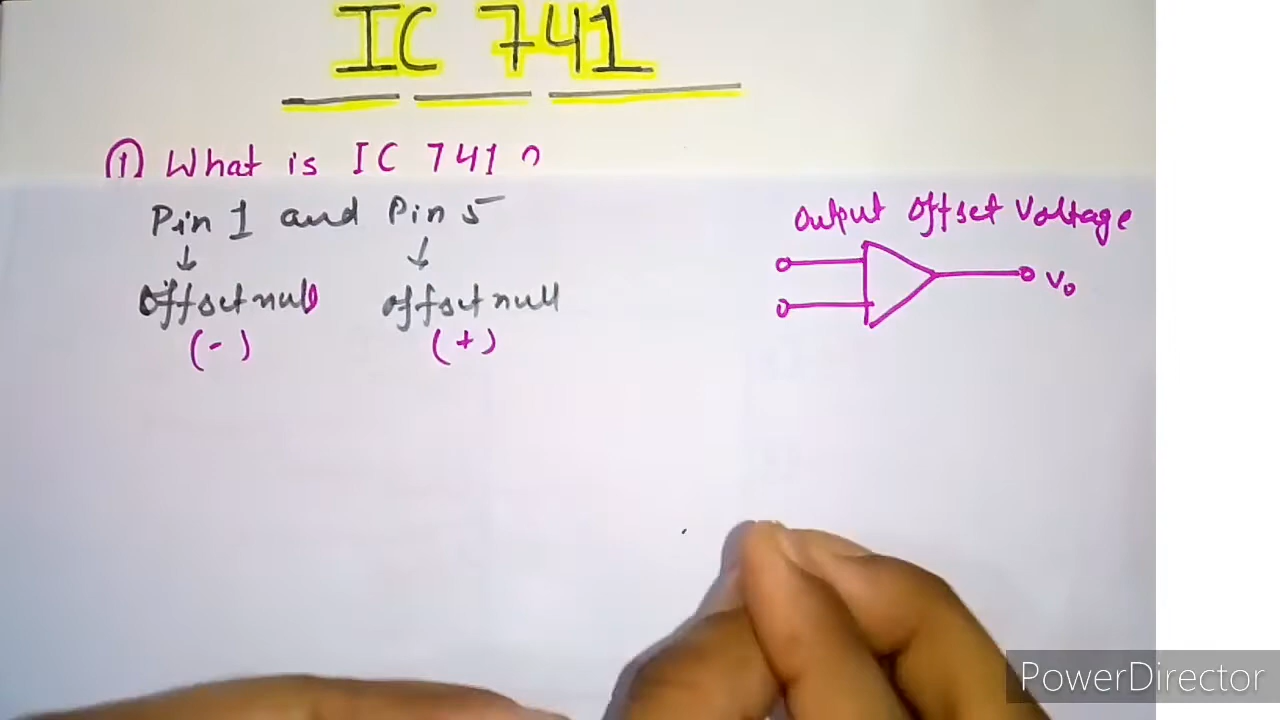 IC 741
① What is IC 741 ?
Pin 1 and Pin 5
Offset null offset null
(-) (+)
Output Offset Voltage
Vo
PowerDirector